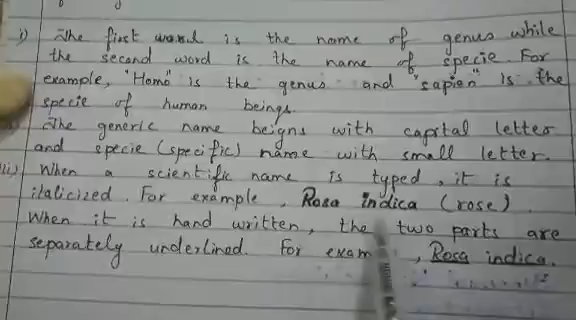 i) The first word is the name of genus while
the second word is the name of specie. For
example, "Homo" is the genus and "sapien" is the
specie of human beings.
The generic name beigns with capital letter
and specie (specific) name with small letter.
iii) When a scientific name is typed, it is
italicized. For example, Rosa indica (rose).
When it is hand written, the two parts are
separately underlined. For exam , Rosa indica.